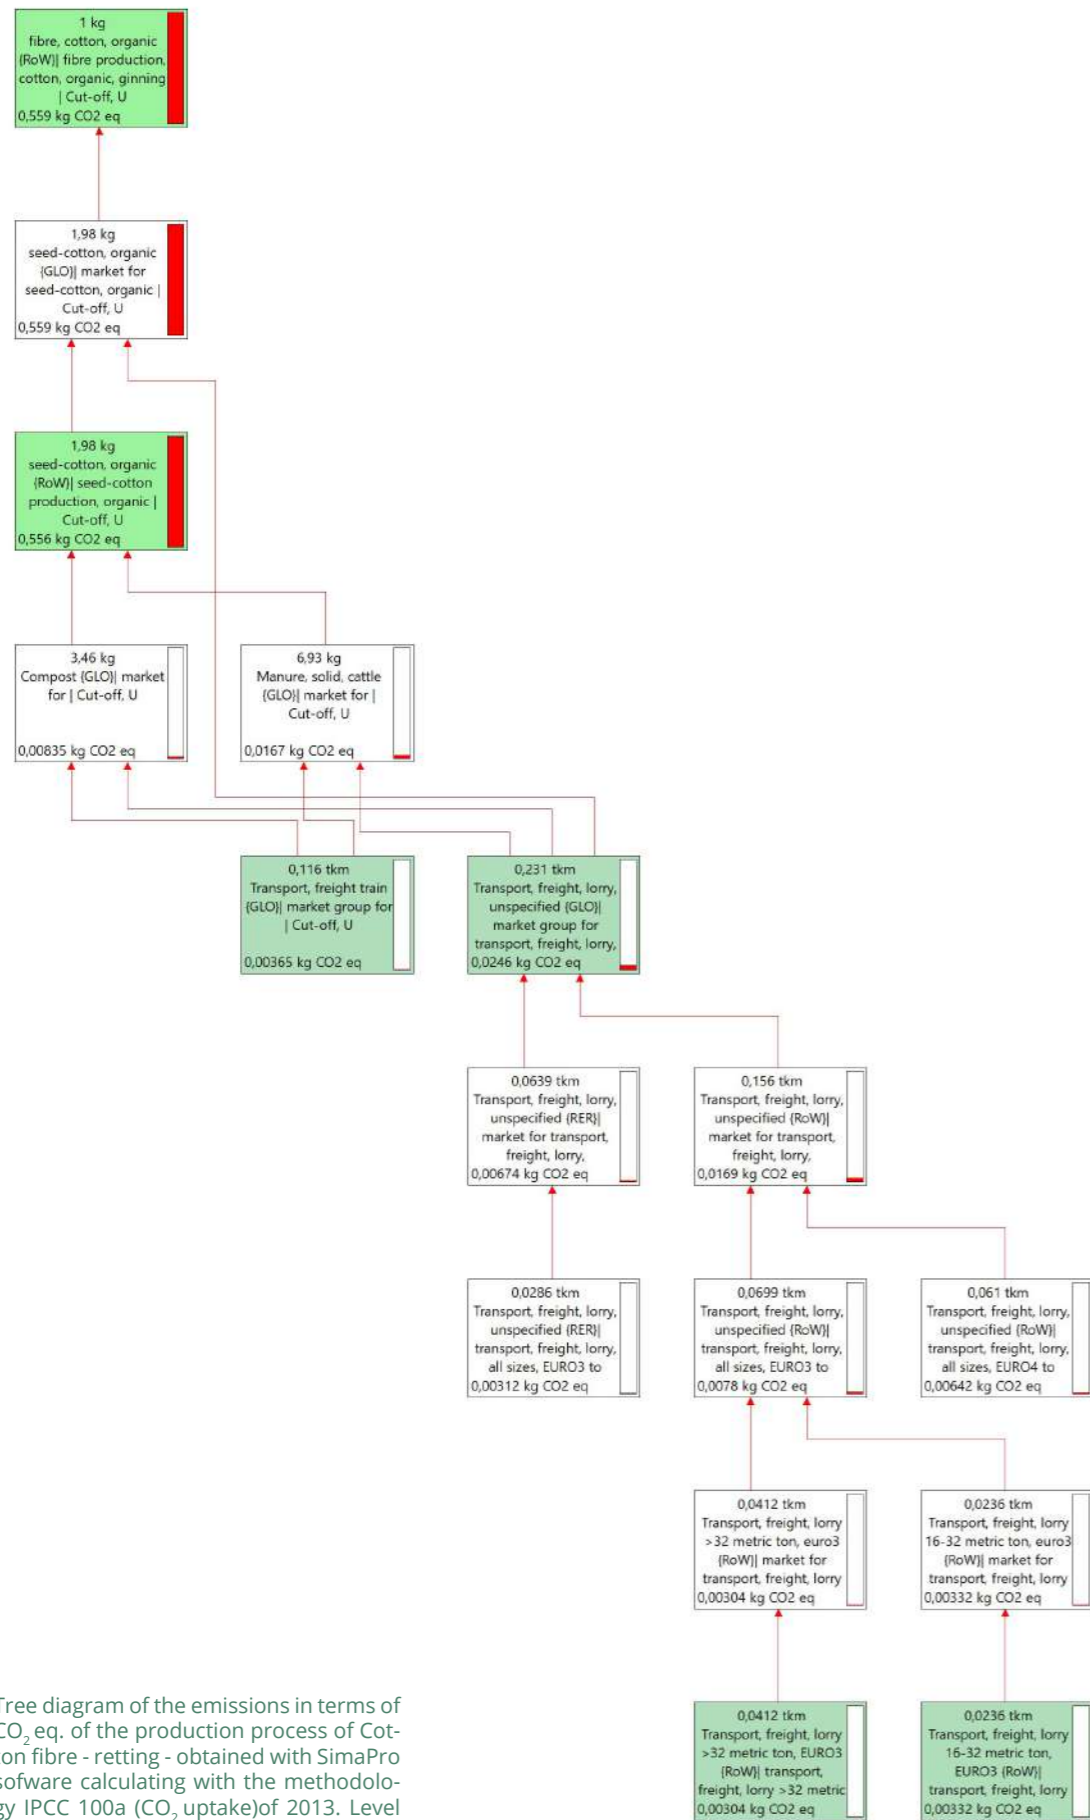 1 kg
fibre, cotton, organic
{RoW}| fibre production,
cotton, organic, ginning
| Cut-off, U
0,559 kg CO2 eq
1,98 kg
seed-cotton, organic
{GLO}| market for
seed-cotton, organic |
Cut-off, U
0,559 kg CO2 eq
1,98 kg
seed-cotton, organic
{RoW}| seed-cotton
production, organic |
Cut-off, U
0,556 kg CO2 eq
3,46 kg
Compost {GLO}| market
for | Cut-off, U
0,00835 kg CO2 eq
6,93 kg
Manure, solid, cattle
{GLO}| market for |
Cut-off, U
0,0167 kg CO2 eq
0,116 tkm
Transport, freight train
{GLO}| market group for
| Cut-off, U
0,00365 kg CO2 eq
0,231 tkm
Transport, freight, lorry,
unspecified {GLO}|
market group for
transport, freight, lorry,
0,0246 kg CO2 eq
0,0639 tkm
Transport, freight, lorry,
unspecified {RER}|
market for transport,
freight, lorry,
0,00674 kg CO2 eq
0,156 tkm
Transport, freight, lorry,
unspecified {RoW}|
market for transport,
freight, lorry,
0,0169 kg CO2 eq
0,0286 tkm
Transport, freight, lorry,
unspecified {RER}|
transport, freight, lorry,
all sizes, EURO3 to
0,00312 kg CO2 eq
0,0699 tkm
Transport, freight, lorry,
unspecified {RoW}|
transport, freight, lorry,
all sizes, EURO3 to
0,0078 kg CO2 eq
0,061 tkm
Transport, freight, lorry,
unspecified {RoW}|
transport, freight, lorry,
all sizes, EURO4 to
0,00642 kg CO2 eq
0,0412 tkm
Transport, freight, lorry
>32 metric ton, euro3
{RoW}| market for
transport, freight, lorry
0,00304 kg CO2 eq
0,0236 tkm
Transport, freight, lorry
16-32 metric ton, euro3
{RoW}| market for
transport, freight, lorry
0,00332 kg CO2 eq
0,0412 tkm
Transport, freight, lorry
>32 metric ton, EURO3
{RoW}| transport,
freight, lorry >32 metric
0,00304 kg CO2 eq
0,0236 tkm
Transport, freight, lorry
16-32 metric ton,
EURO3 {RoW}|
transport, freight, lorry
0,00332 kg CO2 eq
Tree diagram of the emissions in terms of
CO₂ eq. of the production process of Cot-
ton fibre - retting - obtained with SimaPro
sofware calculating with the methodolo-
gy IPCC 100a (CO₂ uptake)of 2013. Level